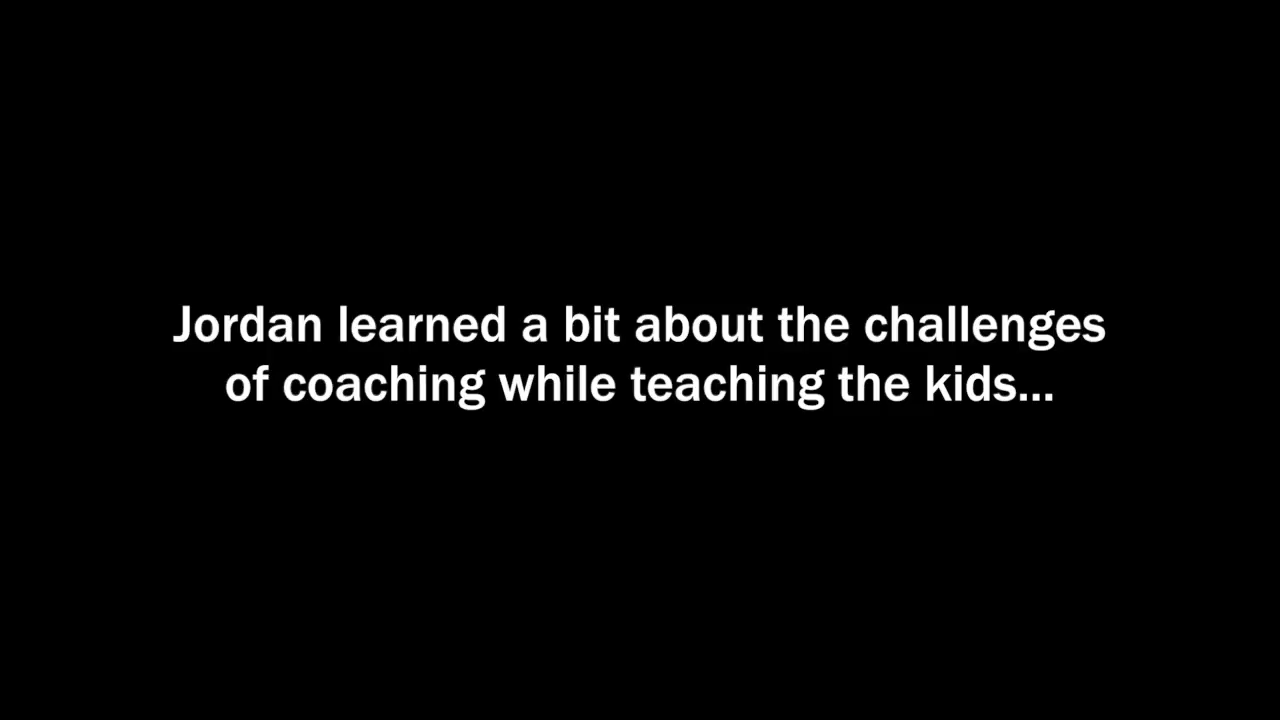 Jordan learned a bit about the challenges
of coaching while teaching the kids...